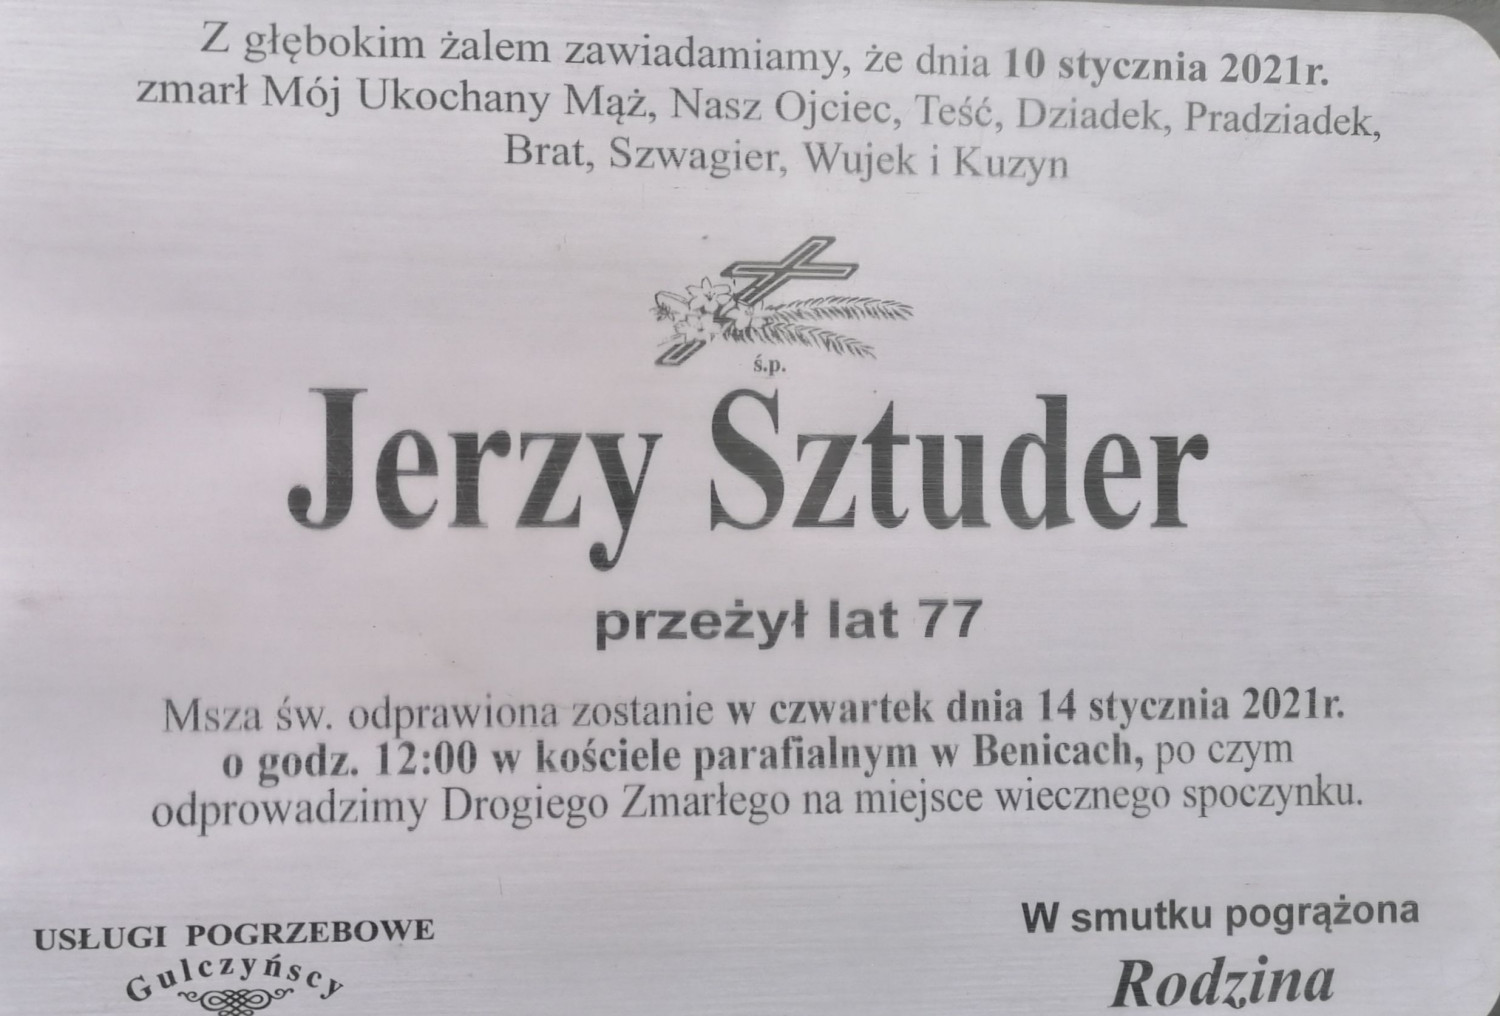 Z głębokim żalem zawiadamiamy, że dnia 10 stycznia 2021r.
zmarł Mój Ukochany Mąż, Nasz Ojciec, Teść, Dziadek, Pradziadek,
Brat, Szwagier, Wujek i Kuzyn
ś.p.
Jerzy Sztuder
przeżył lat 77
Msza św. odprawiona zostanie w czwartek dnia 14 stycznia 2021r.
o godz. 12:00 w kościele parafialnym w Benicach, po czym
odprowadzimy Drogiego Zmarłego na miejsce wiecznego spoczynku.
W smutku pogrążona
Rodzina
USŁUGI POGRZEBOWE
Gulczyńscy